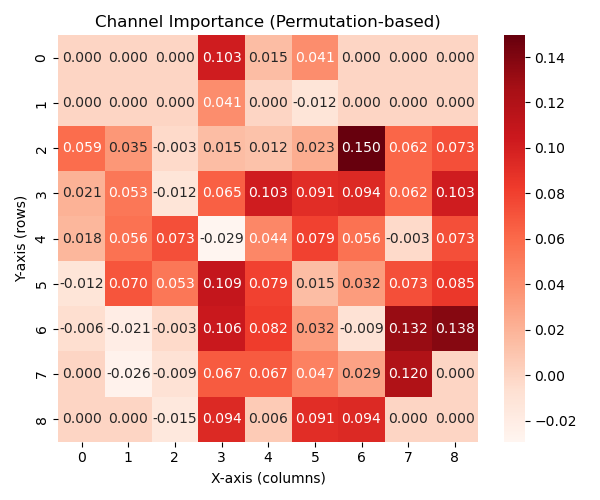 Channel Importance (Permutation-based)
0 0.000 0.000 0.000 0.103 0.015 0.041 0.000 0.000 0.000
1 0.000 0.000 0.000 0.041 0.000 -0.012 0.000 0.000 0.000
2 0.059 0.035 -0.003 0.015 0.012 0.023 0.150 0.062 0.073
3 0.021 0.053 -0.012 0.065 0.103 0.091 0.094 0.062 0.103
4 0.018 0.056 0.073 -0.029 0.044 0.079 0.056 -0.003 0.073
5 -0.012 0.070 0.053 0.109 0.079 0.015 0.032 0.073 0.085
6 -0.006 -0.021 -0.003 0.106 0.082 0.032 -0.009 0.132 0.138
7 0.000 -0.026 -0.009 0.067 0.067 0.047 0.029 0.120 0.000
8 0.000 0.000 -0.015 0.094 0.006 0.091 0.094 0.000 0.000
0 1 2 3 4 5 6 7 8
X-axis (columns)
Y-axis (rows)
0.14
0.12
0.10
0.08
0.06
0.04
0.02
0.00
−0.02